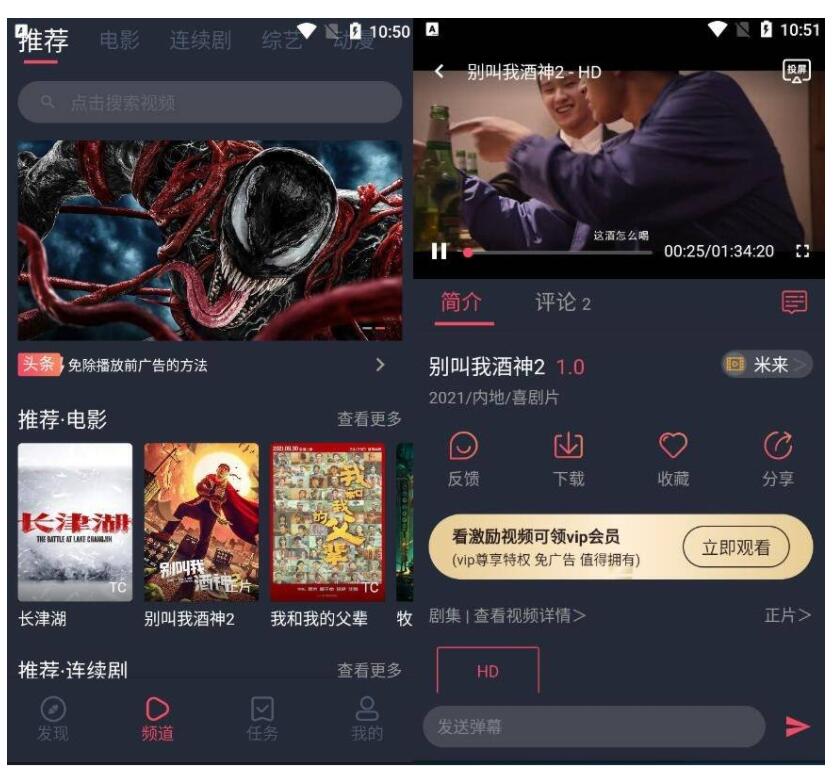 10:50
推荐 电影 连续剧 综艺 动漫
点击搜索视频
头条 免除播放前广告的方法
推荐·电影 查看更多
长津湖
THE BATTLE AT LAKE CHANGJIN
TC
别叫我
酒神2
正片
2021.09.30
我和我的父辈
TC
长津湖 别叫我酒神2 我和我的父辈 牧
推荐·连续剧 查看更多
发现 频道 任务 我的
A 10:51
别叫我酒神2 - HD 投屏
这酒怎么喝
00:25/01:34:20
简介 评论 2
别叫我酒神2 1.0 米来 >
2021/内地/喜剧片
反馈 下载 收藏 分享
看激励视频可领vip会员
(vip尊享特权 免广告 值得拥有) 立即观看
剧集 | 查看视频详情> 正片>
HD
发送弹幕